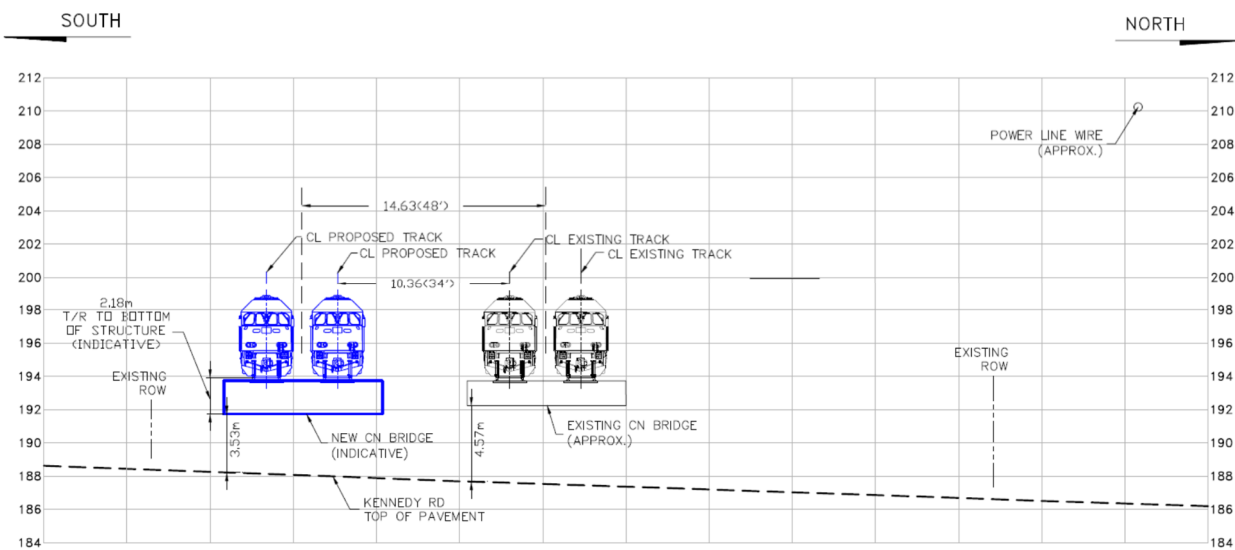 SOUTH
NORTH
212
212
210
210
POWER LINE WIRE
(APPROX.)
208
208
206
206
14.63(48')
204
204
CL PROPOSED TRACK
CL EXISTING TRACK
202
202
CL PROPOSED TRACK
CL EXISTING TRACK
200
200
10.36(34')
2.18m
T/R TO BOTTOM
OF STRUCTURE
(INDICATIVE)
198
198
196
196
EXISTING
ROW
EXISTING
ROW
194
194
192
192
3.53m
NEW CN BRIDGE
(INDICATIVE)
4.57m
EXISTING CN BRIDGE
(APPROX.)
190
190
188
188
KENNEDY RD
TOP OF PAVEMENT
186
186
184
184